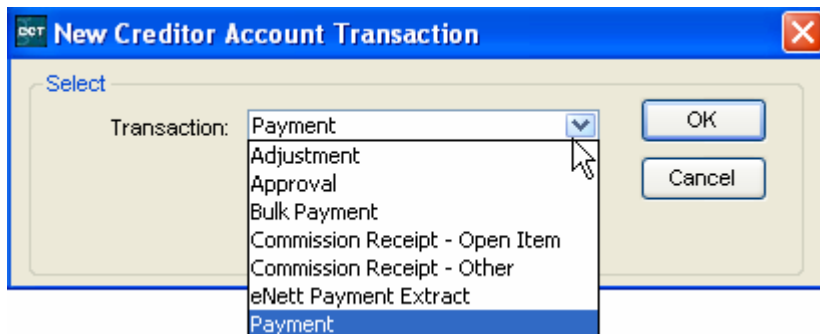 DCT New Creditor Account Transaction
Select
Transaction: Payment OK
Adjustment
Approval Cancel
Bulk Payment
Commission Receipt - Open Item
Commission Receipt - Other
eNett Payment Extract
Payment